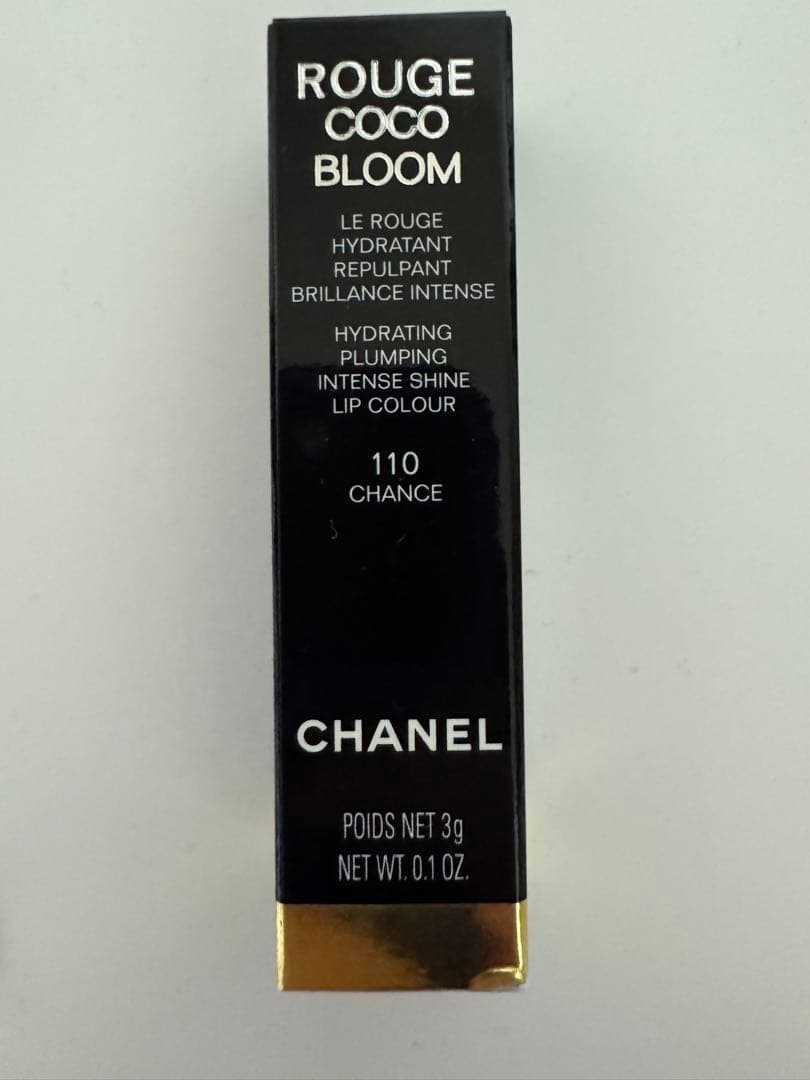 ROUGE
COCO
BLOOM
LE ROUGE
HYDRATANT
REPULPANT
BRILLANCE INTENSE
HYDRATING
PLUMPING
INTENSE SHINE
LIP COLOUR
110
CHANCE
CHANEL
POIDS NET 3g
NET WT. 0.1 OZ.